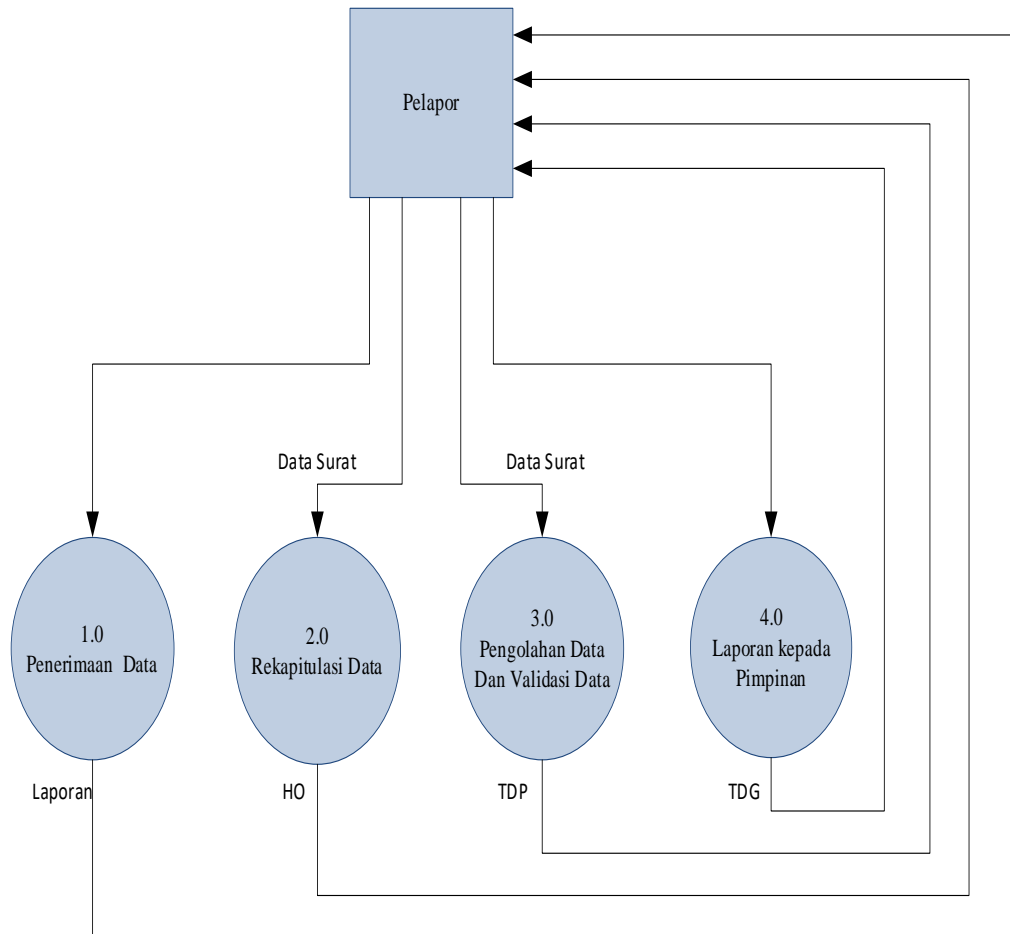 Pelapor
Data Surat
Data Surat
1.0
Penerimaan Data
2.0
Rekapitulasi Data
3.0
Pengolahan Data
Dan Validasi Data
4.0
Laporan kepada
Pimpinan
Laporan
HO
TDP
TDG